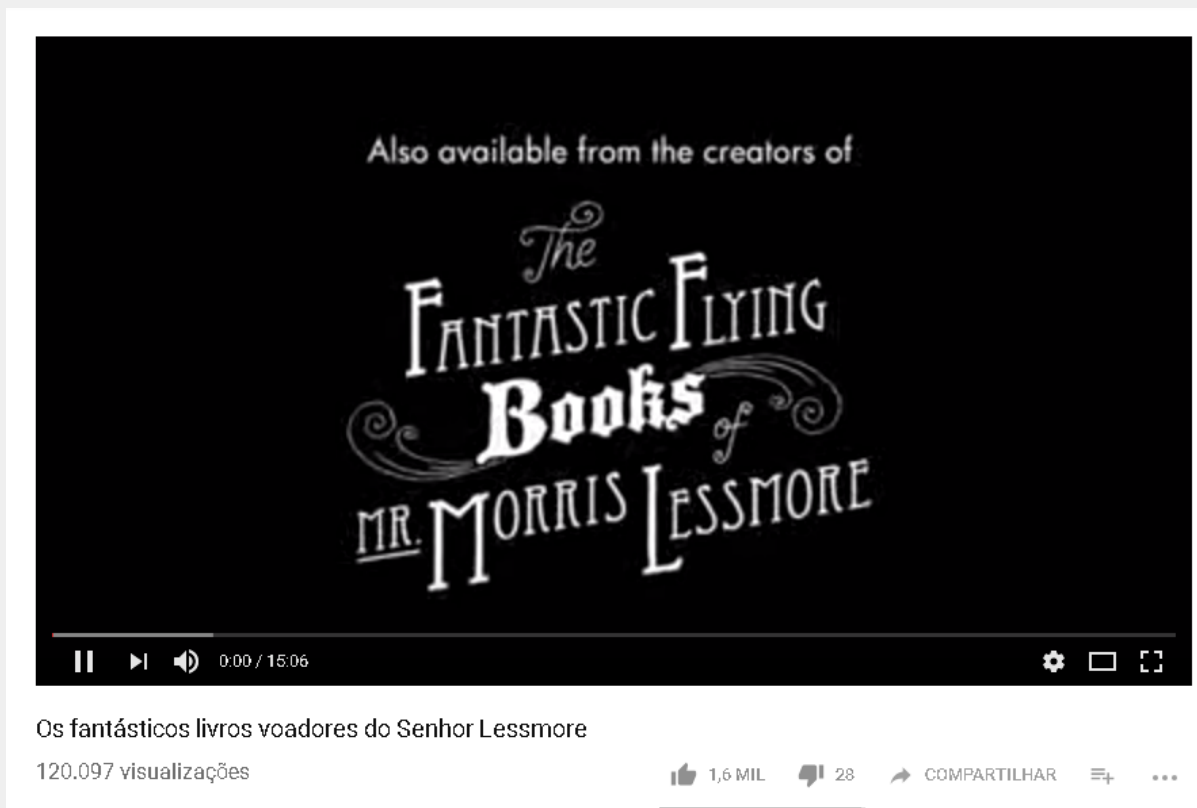 Also available from the creators of
The
FANTASTIC FLYING
Books of
MR. MORRIS LESSMORE
0:00 / 15:06
Os fantásticos livros voadores do Senhor Lessmore
120.097 visualizações
1,6 MIL 28 COMPARTILHAR